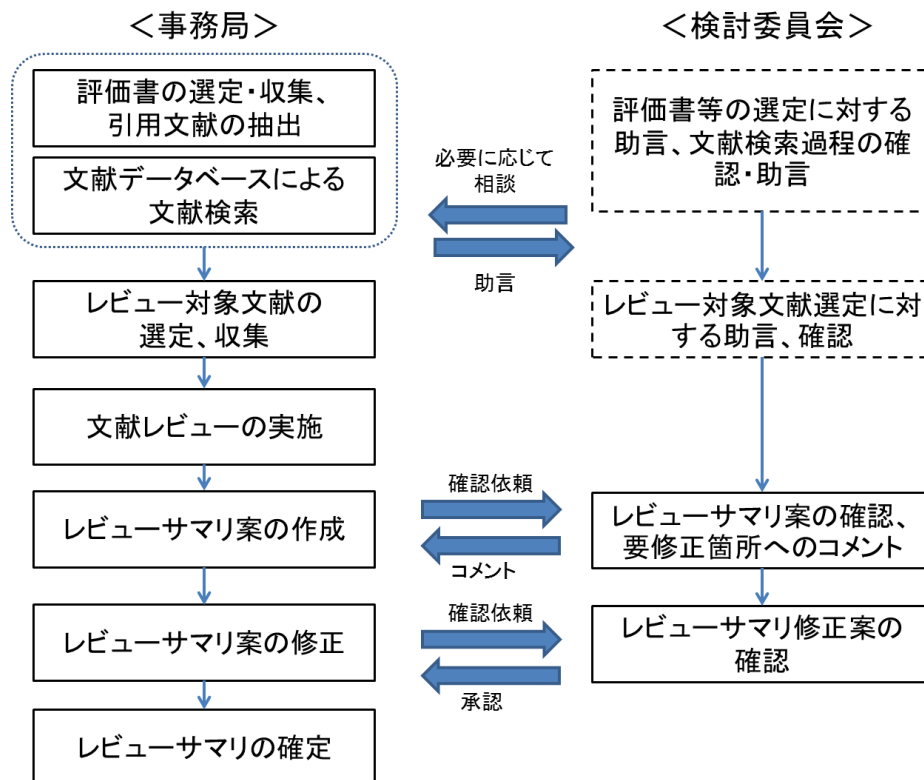 ＜事務局＞
＜検討委員会＞
評価書の選定・収集、
引用文献の抽出
文献データベースによる
文献検索
必要に応じて
相談
助言
評価書等の選定に対する
助言、文献検索過程の確
認・助言
レビュー対象文献の
選定、収集
レビュー対象文献選定に対
する助言、確認
文献レビューの実施
レビューサマリ案の作成
確認依頼
コメント
レビューサマリ案の確認、
要修正箇所へのコメント
レビューサマリ案の修正
確認依頼
承認
レビューサマリ修正案の
確認
レビューサマリの確定